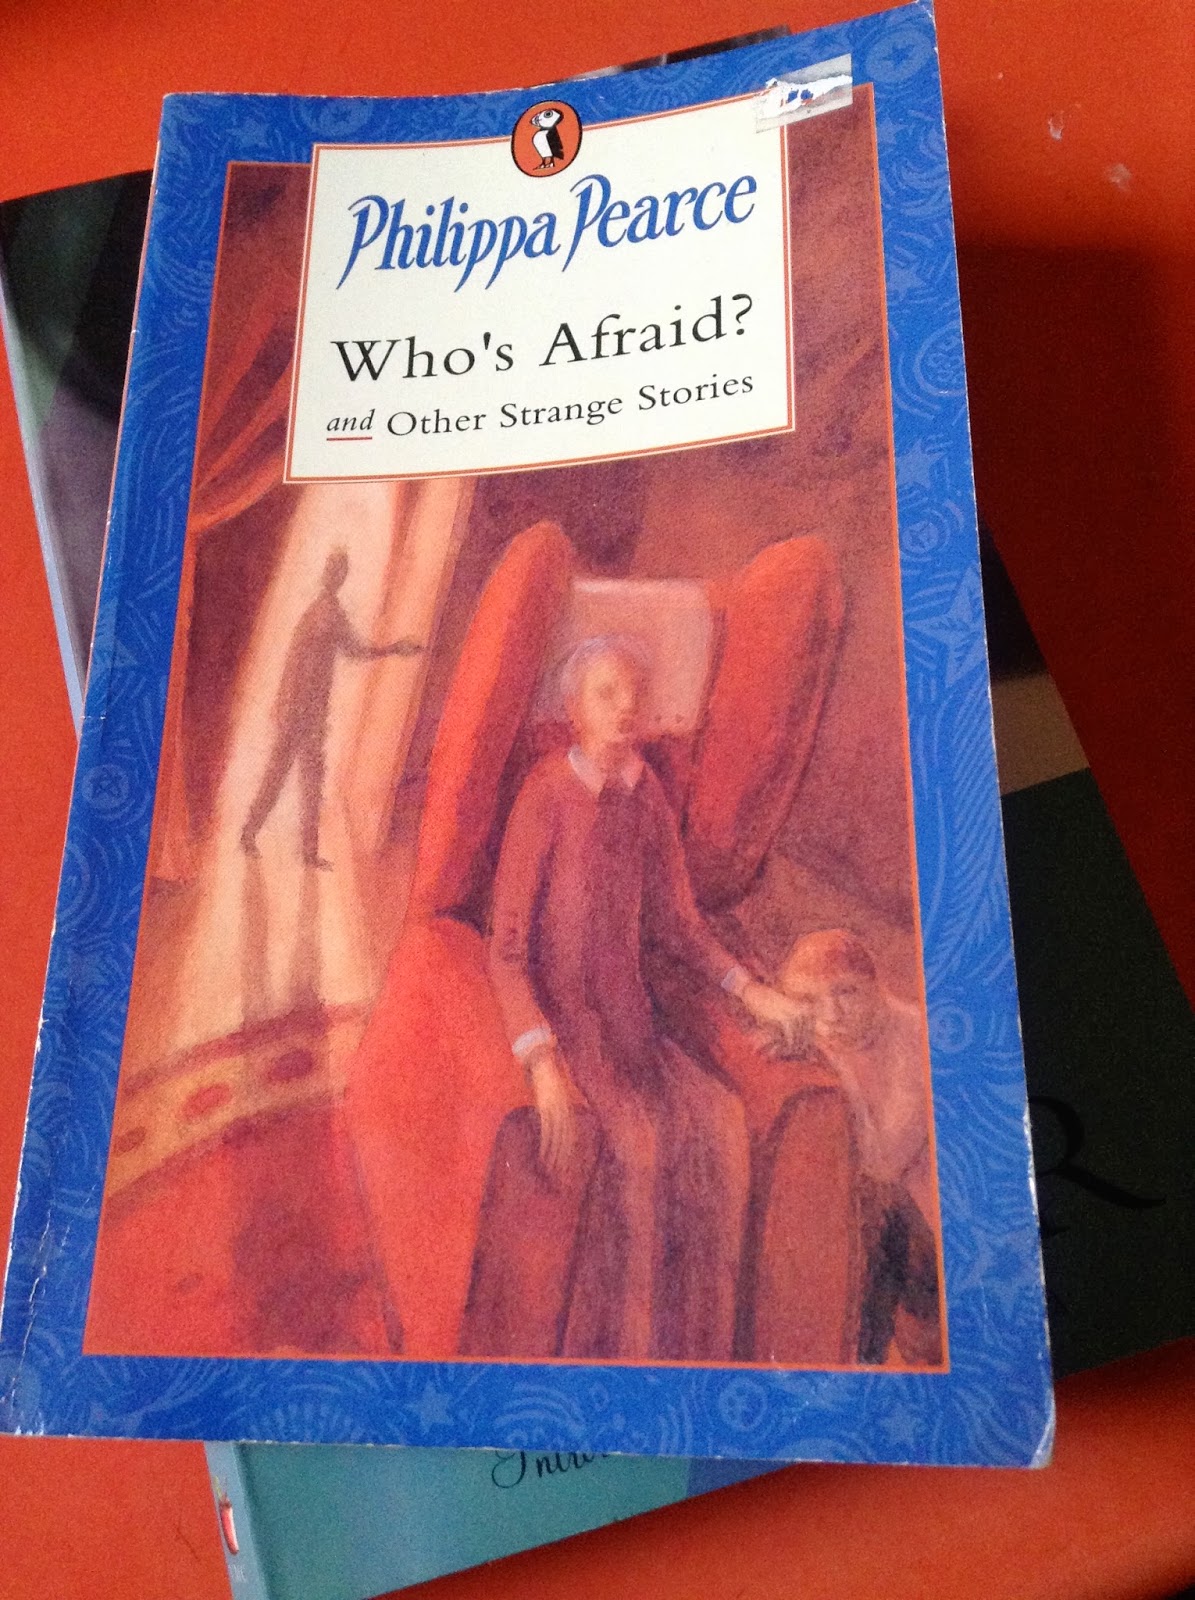 Philippa Pearce
Who's Afraid?
and Other Strange Stories
R